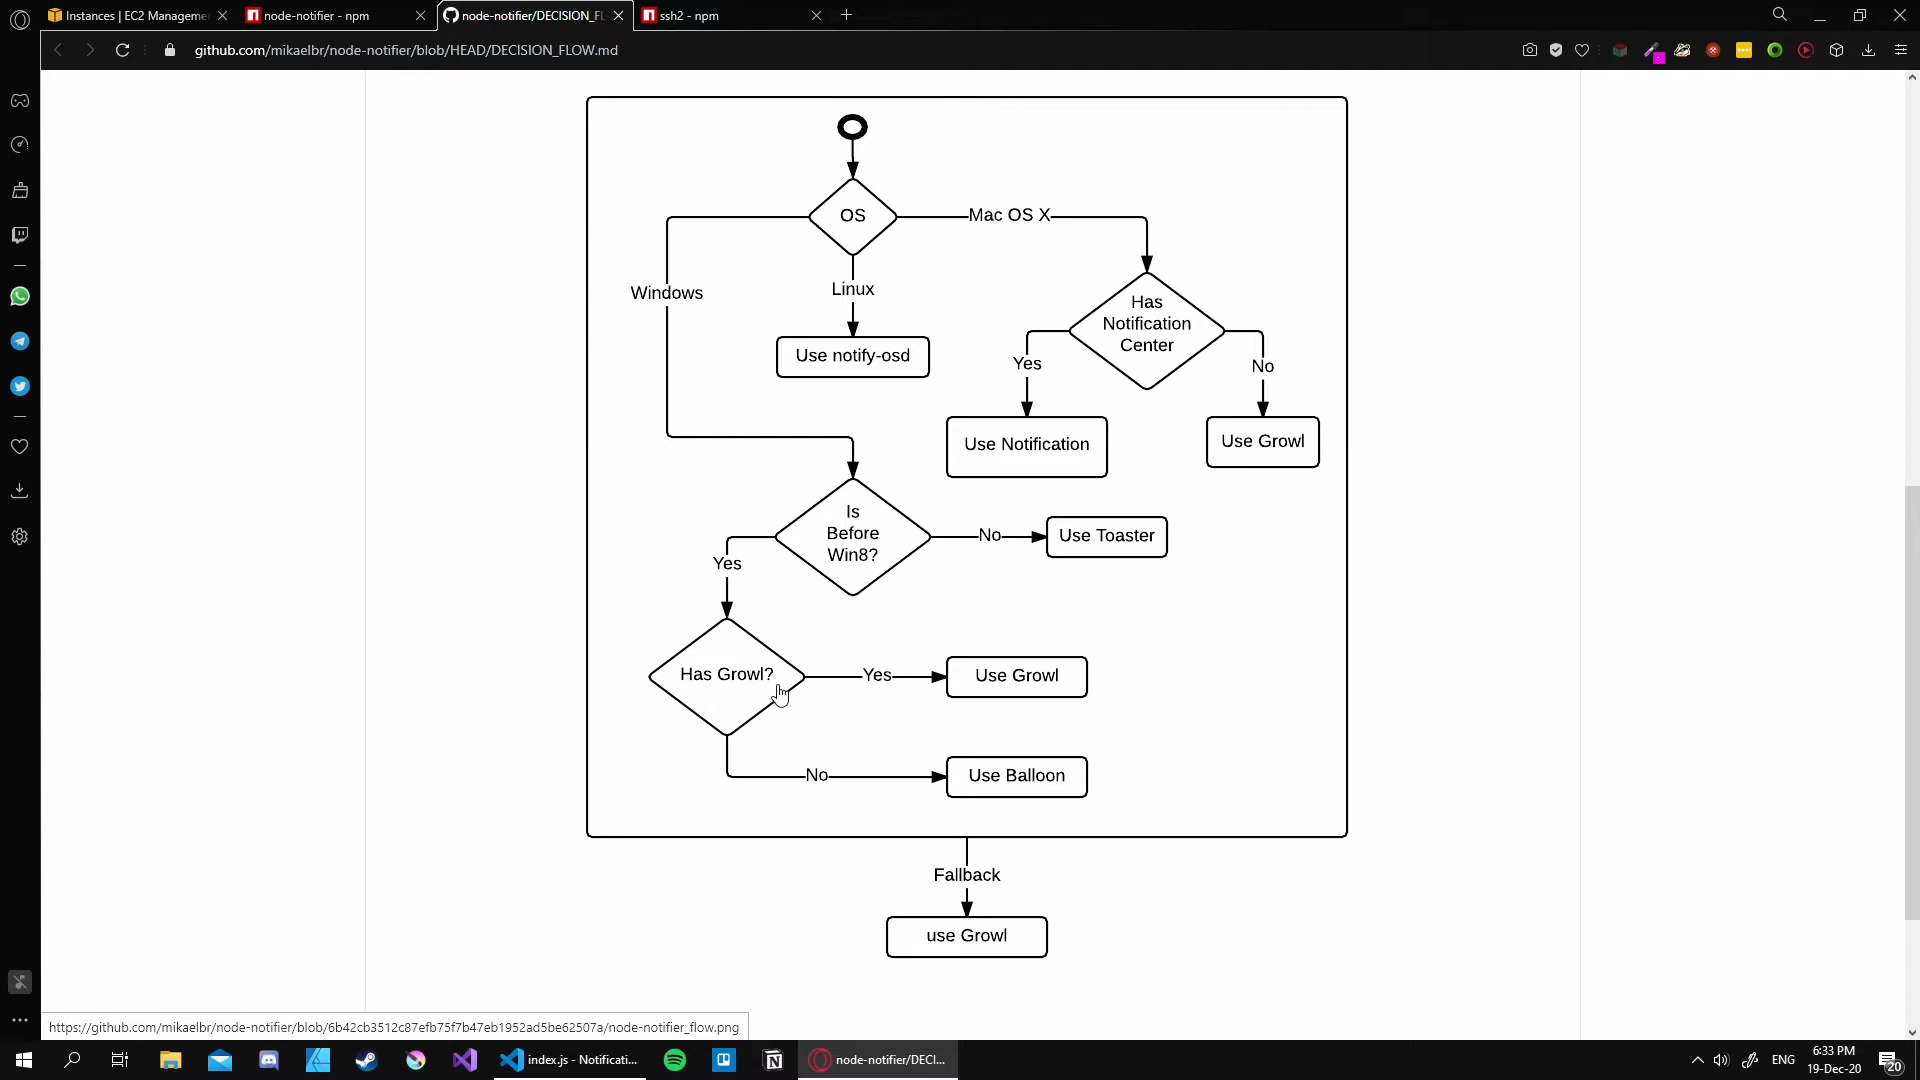 Instances | EC2 Manageme
node-notifier - npm
node-notifier/DECISION_F
ssh2 - npm
github.com/mikaelbr/node-notifier/blob/HEAD/DECISION_FLOW.md
OS
Mac OS X
Windows
Linux
Has
Notification
Center
Use notify-osd
Yes
No
Use Notification
Use Growl
Is
Before
Win8?
No
Use Toaster
Yes
Has Growl?
Yes
Use Growl
No
Use Balloon
Fallback
use Growl
https://github.com/mikaelbr/node-notifier/blob/6b42cb3512c87efb75f7b47eb1952ad5be62507a/node-notifier_flow.png
index.js - Notificati...
node-notifier/DECI...
ENG
6:33 PM
19-Dec-20
20